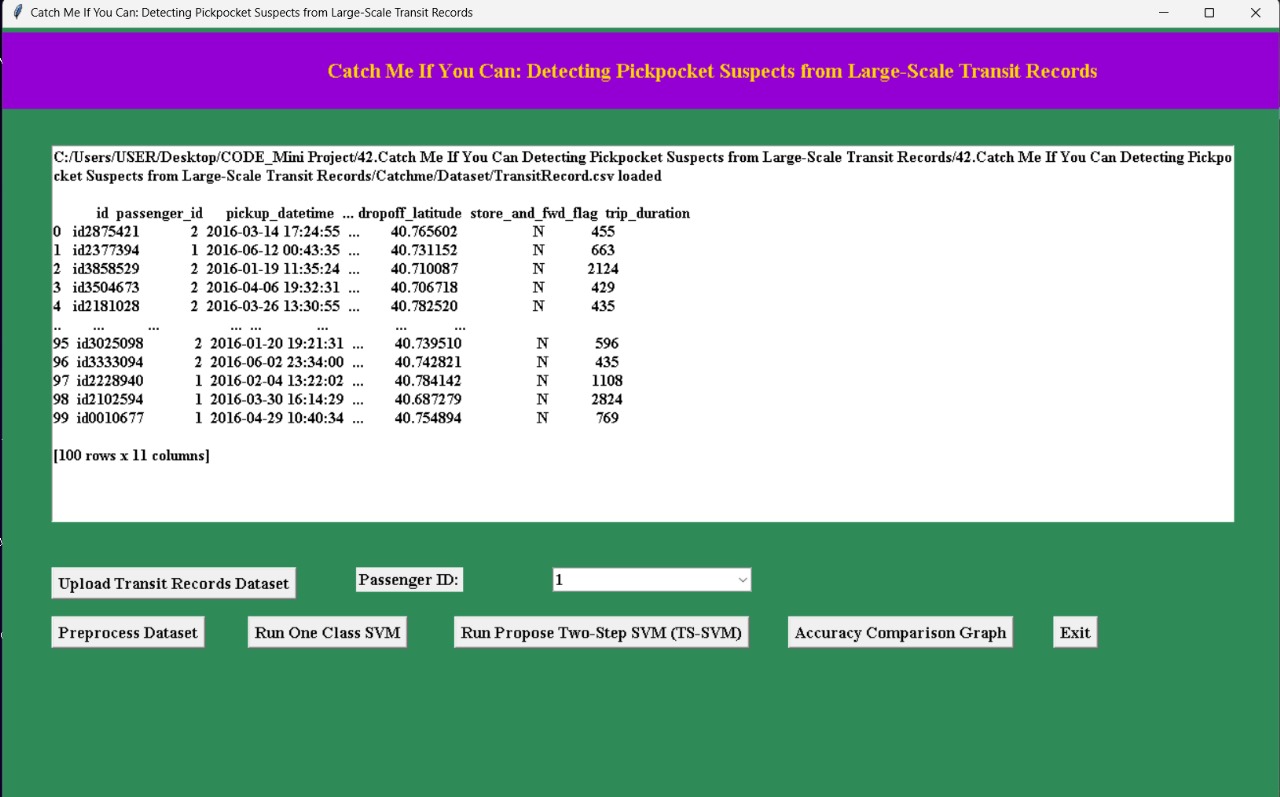 Catch Me If You Can: Detecting Pickpocket Suspects from Large-Scale Transit Records
Catch Me If You Can: Detecting Pickpocket Suspects from Large-Scale Transit Records
C:/Users/USER/Desktop/CODE_Mini Project/42.Catch Me If You Can Detecting Pickpocket Suspects from Large-Scale Transit Records/42.Catch Me If You Can Detecting Pickpo
cket Suspects from Large-Scale Transit Records/Catchme/Dataset/TransitRecord.csv loaded
id passenger_id pickup_datetime ... dropoff_latitude store_and_fwd_flag trip_duration
0 id2875421 2 2016-03-14 17:24:55 ... 40.765602 N 455
1 id2377394 1 2016-06-12 00:43:35 ... 40.731152 N 663
2 id3858529 2 2016-01-19 11:35:24 ... 40.710087 N 2124
3 id3504673 2 2016-04-06 19:32:31 ... 40.706718 N 429
4 id2181028 2 2016-03-26 13:30:55 ... 40.782520 N 435
.. ... ... ... ... ... ... ...
95 id3025098 2 2016-01-20 19:21:31 ... 40.739510 N 596
96 id3333094 2 2016-06-02 23:34:00 ... 40.742821 N 435
97 id2228940 1 2016-02-04 13:22:02 ... 40.784142 N 1108
98 id2102594 1 2016-03-30 16:14:29 ... 40.687279 N 2824
99 id0010677 1 2016-04-29 10:40:34 ... 40.754894 N 769
[100 rows x 11 columns]
Upload Transit Records Dataset Passenger ID: 1
Preprocess Dataset Run One Class SVM Run Propose Two-Step SVM (TS-SVM) Accuracy Comparison Graph Exit